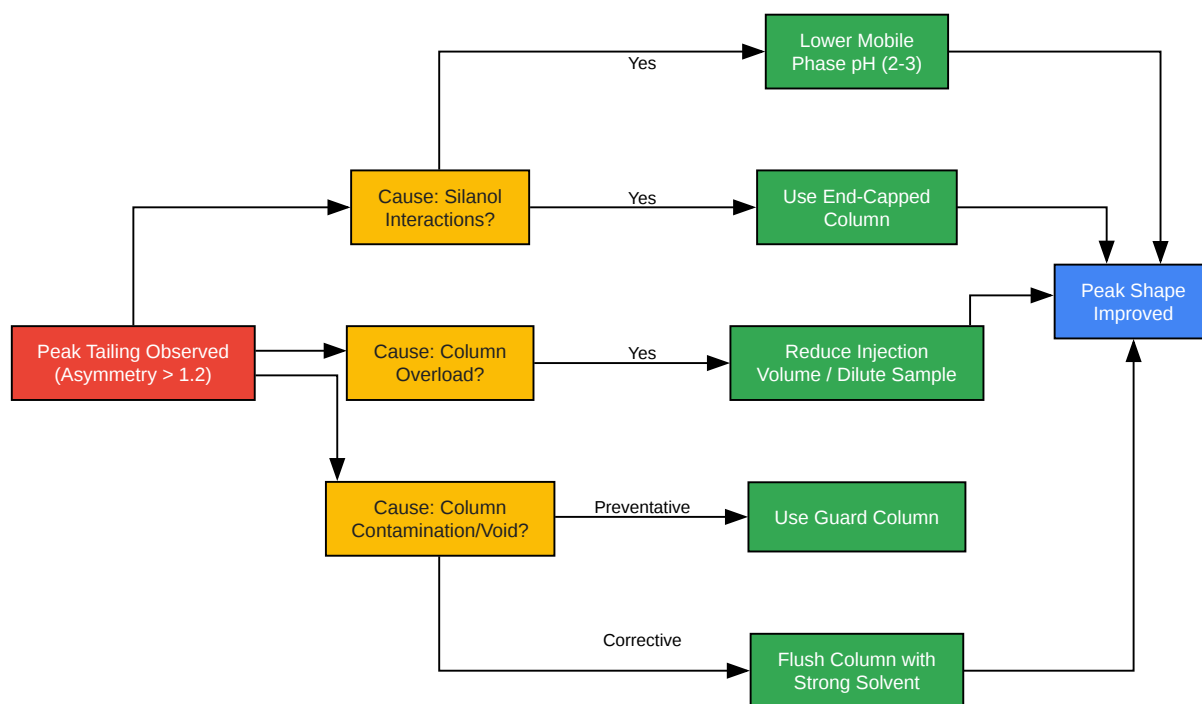 Lower Mobile
Phase pH (2-3)
Yes
Cause: Silanol
Interactions?
Yes
Use End-Capped
Column
Peak Shape
Improved
Peak Tailing Observed
(Asymmetry > 1.2)
Cause: Column
Overload?
Yes
Reduce Injection
Volume / Dilute Sample
Cause: Column
Contamination/Void?
Preventative
Use Guard Column
Corrective
Flush Column with
Strong Solvent